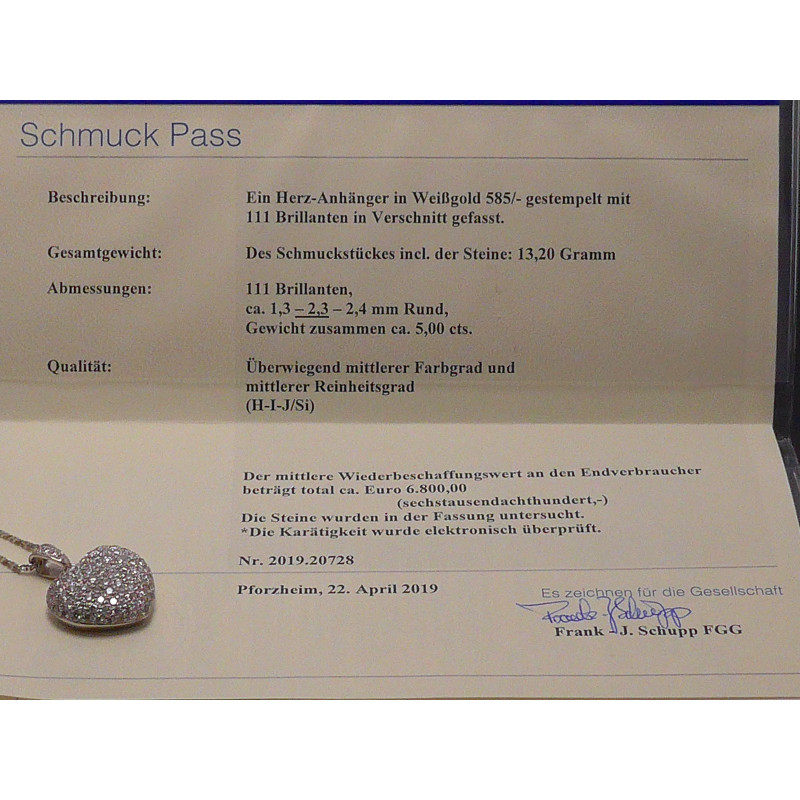 Schmuck Pass
Beschreibung: Ein Herz-Anhänger in Weißgold 585/- gestempelt mit
111 Brillanten in Verschnitt gefasst.
Gesamtgewicht: Des Schmuckstückes incl. der Steine: 13,20 Gramm
Abmessungen: 111 Brillanten,
ca. 1,3 – 2,3 – 2,4 mm Rund,
Gewicht zusammen ca. 5,00 cts.
Qualität: Überwiegend mittlerer Farbgrad und
mittlerer Reinheitsgrad
(H-I-J/Si)
Der mittlere Wiederbeschaffungswert an den Endverbraucher
beträgt total ca. Euro 6.800,00
(sechstausendachthundert,-)
Die Steine wurden in der Fassung untersucht.
*Die Karätigkeit wurde elektronisch überprüft.
Nr. 2019.20728
Pforzheim, 22. April 2019
Es zeichnen für die Gesellschaft
Frank - J. Schupp FGG